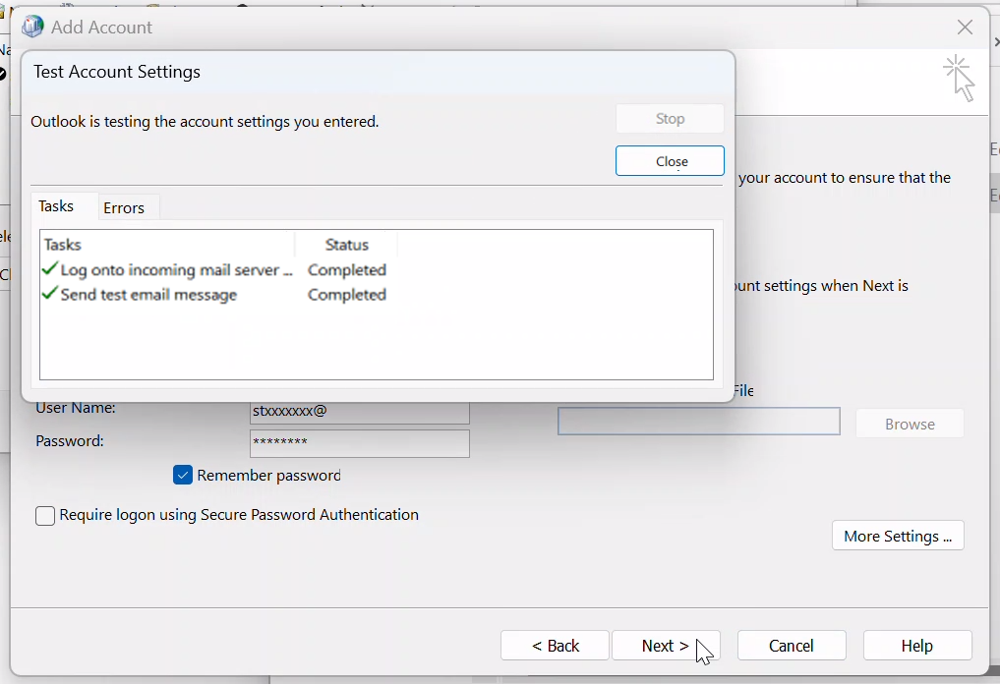 Add Account
Test Account Settings
Outlook is testing the account settings you entered.
Stop
Close
your account to ensure that the
Tasks
Errors
Tasks Status
Log onto incoming mail server ... Completed
Send test email message Completed
unt settings when Next is
File
User Name:
stxxxxxxx@
Browse
Password:
********
Remember password
Require logon using Secure Password Authentication
More Settings ...
< Back
Next >
Cancel
Help